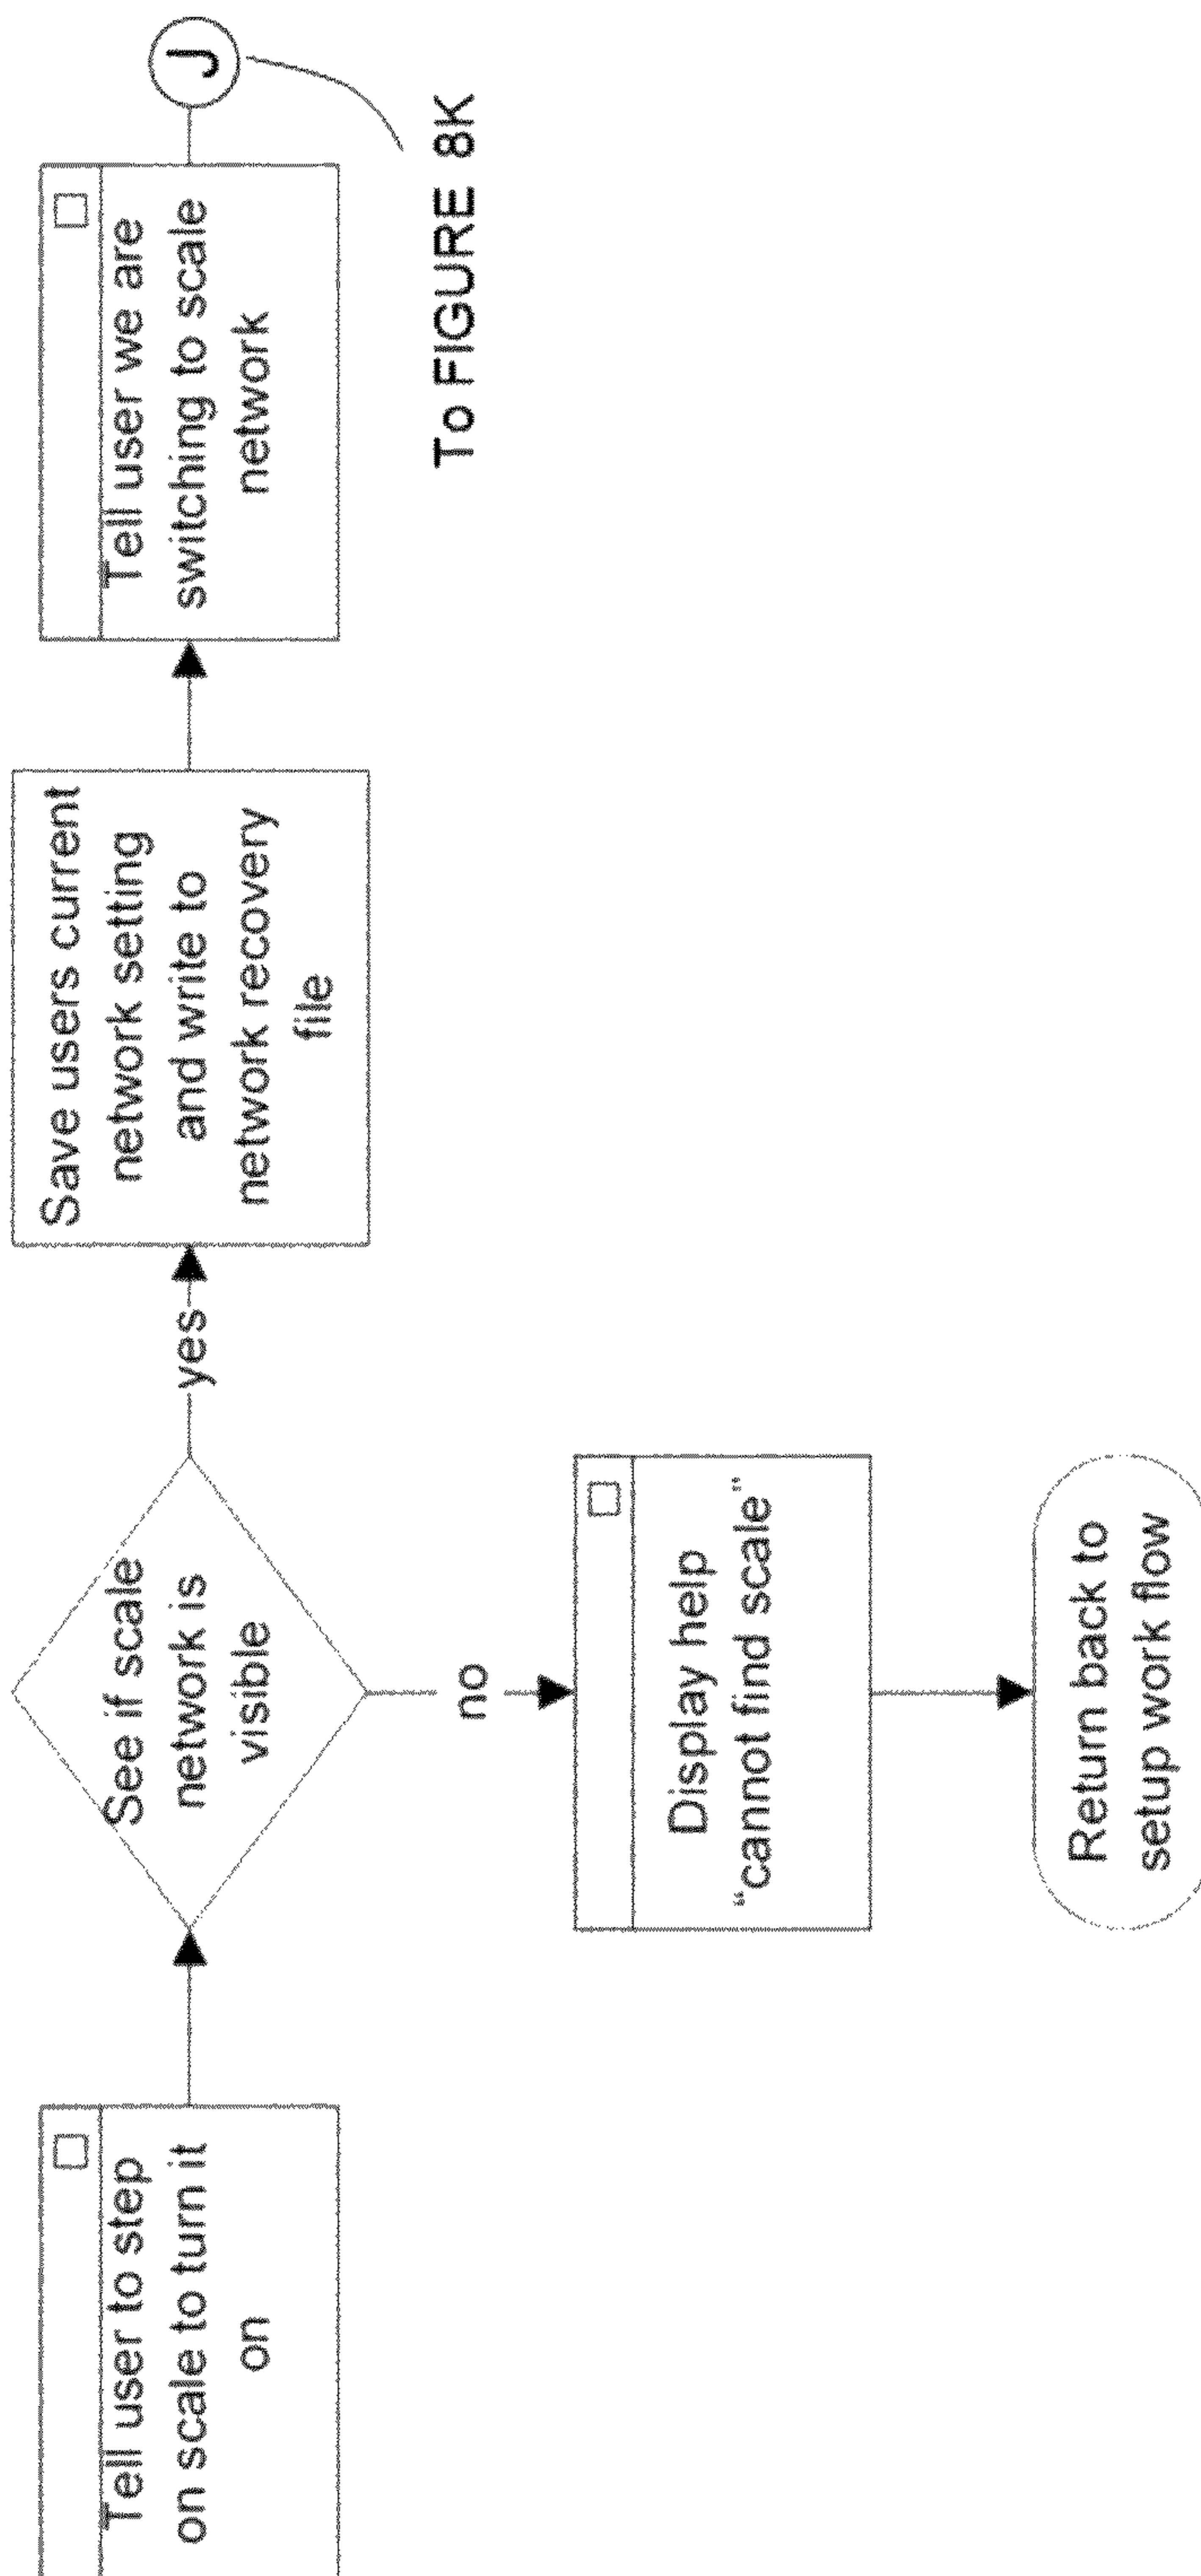 Tell user to step
on scale to turn it
on
See if scale
network is
visible
yes
Save users current
network setting
and write to
network recovery
file
Tell user we are
switching to scale
network
J
To FIGURE 8K
no
Display help
“cannot find scale”
Return back to
setup work flow